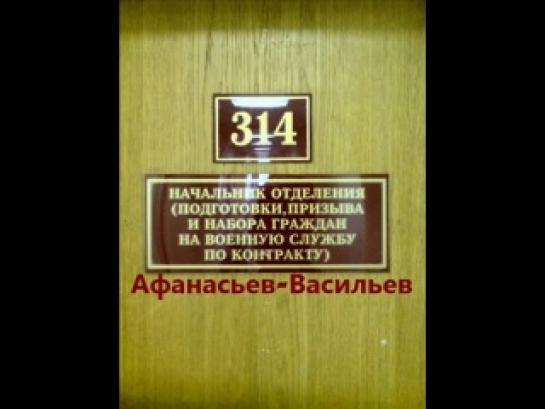 314
НАЧАЛЬНИК ОТДЕЛЕНИЯ
(ПОДГОТОВКИ, ПРИЗЫВА
И НАБОРА ГРАЖДАН
НА ВОЕННУЮ СЛУЖБУ
ПО КОНТРАКТУ)
Афанасьев-Васильев